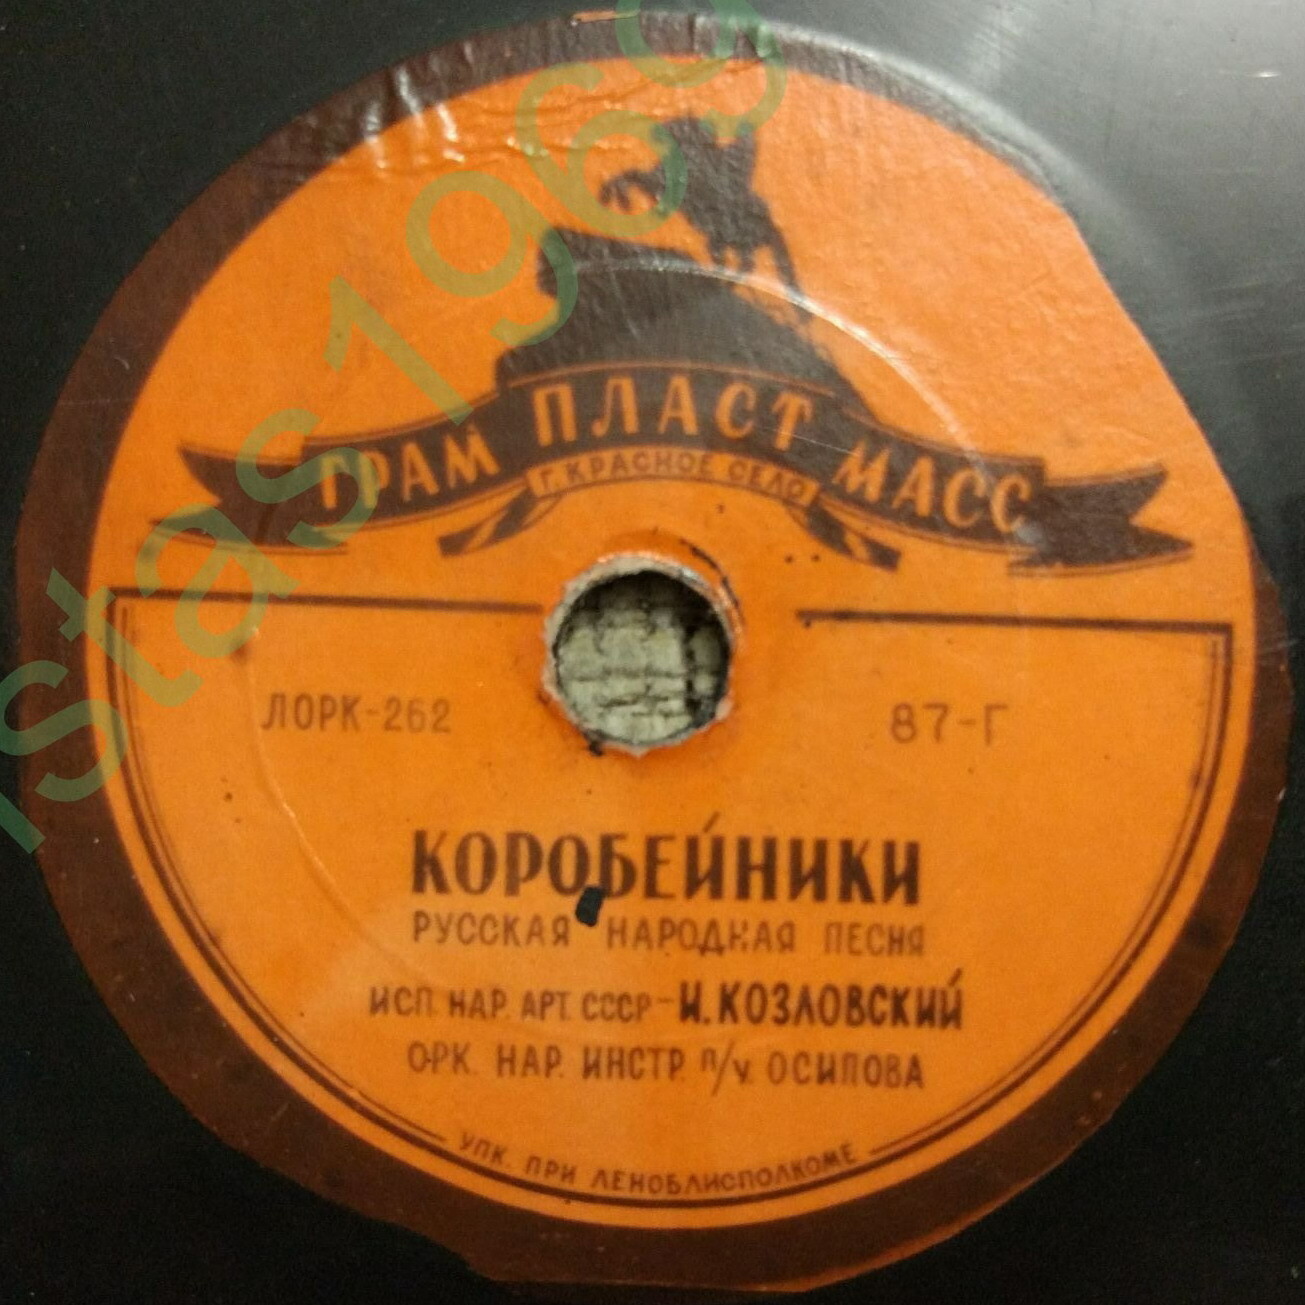 ГРАМ ПЛАСТ МАСС
Г. КРАСНОЕ СЕЛО
ЛОРК-262
87-Г
КОРОБЕЙНИКИ
РУССКАЯ НАРОДНАЯ ПЕСНЯ
ИСП. НАР. АРТ. СССР - И. КОЗЛОВСКИЙ
ОРК. НАР. ИНСТР. П/У. ОСИПОВА
УПК. ПРИ ЛЕНОБЛИСПОЛКОМЕ
stas1969